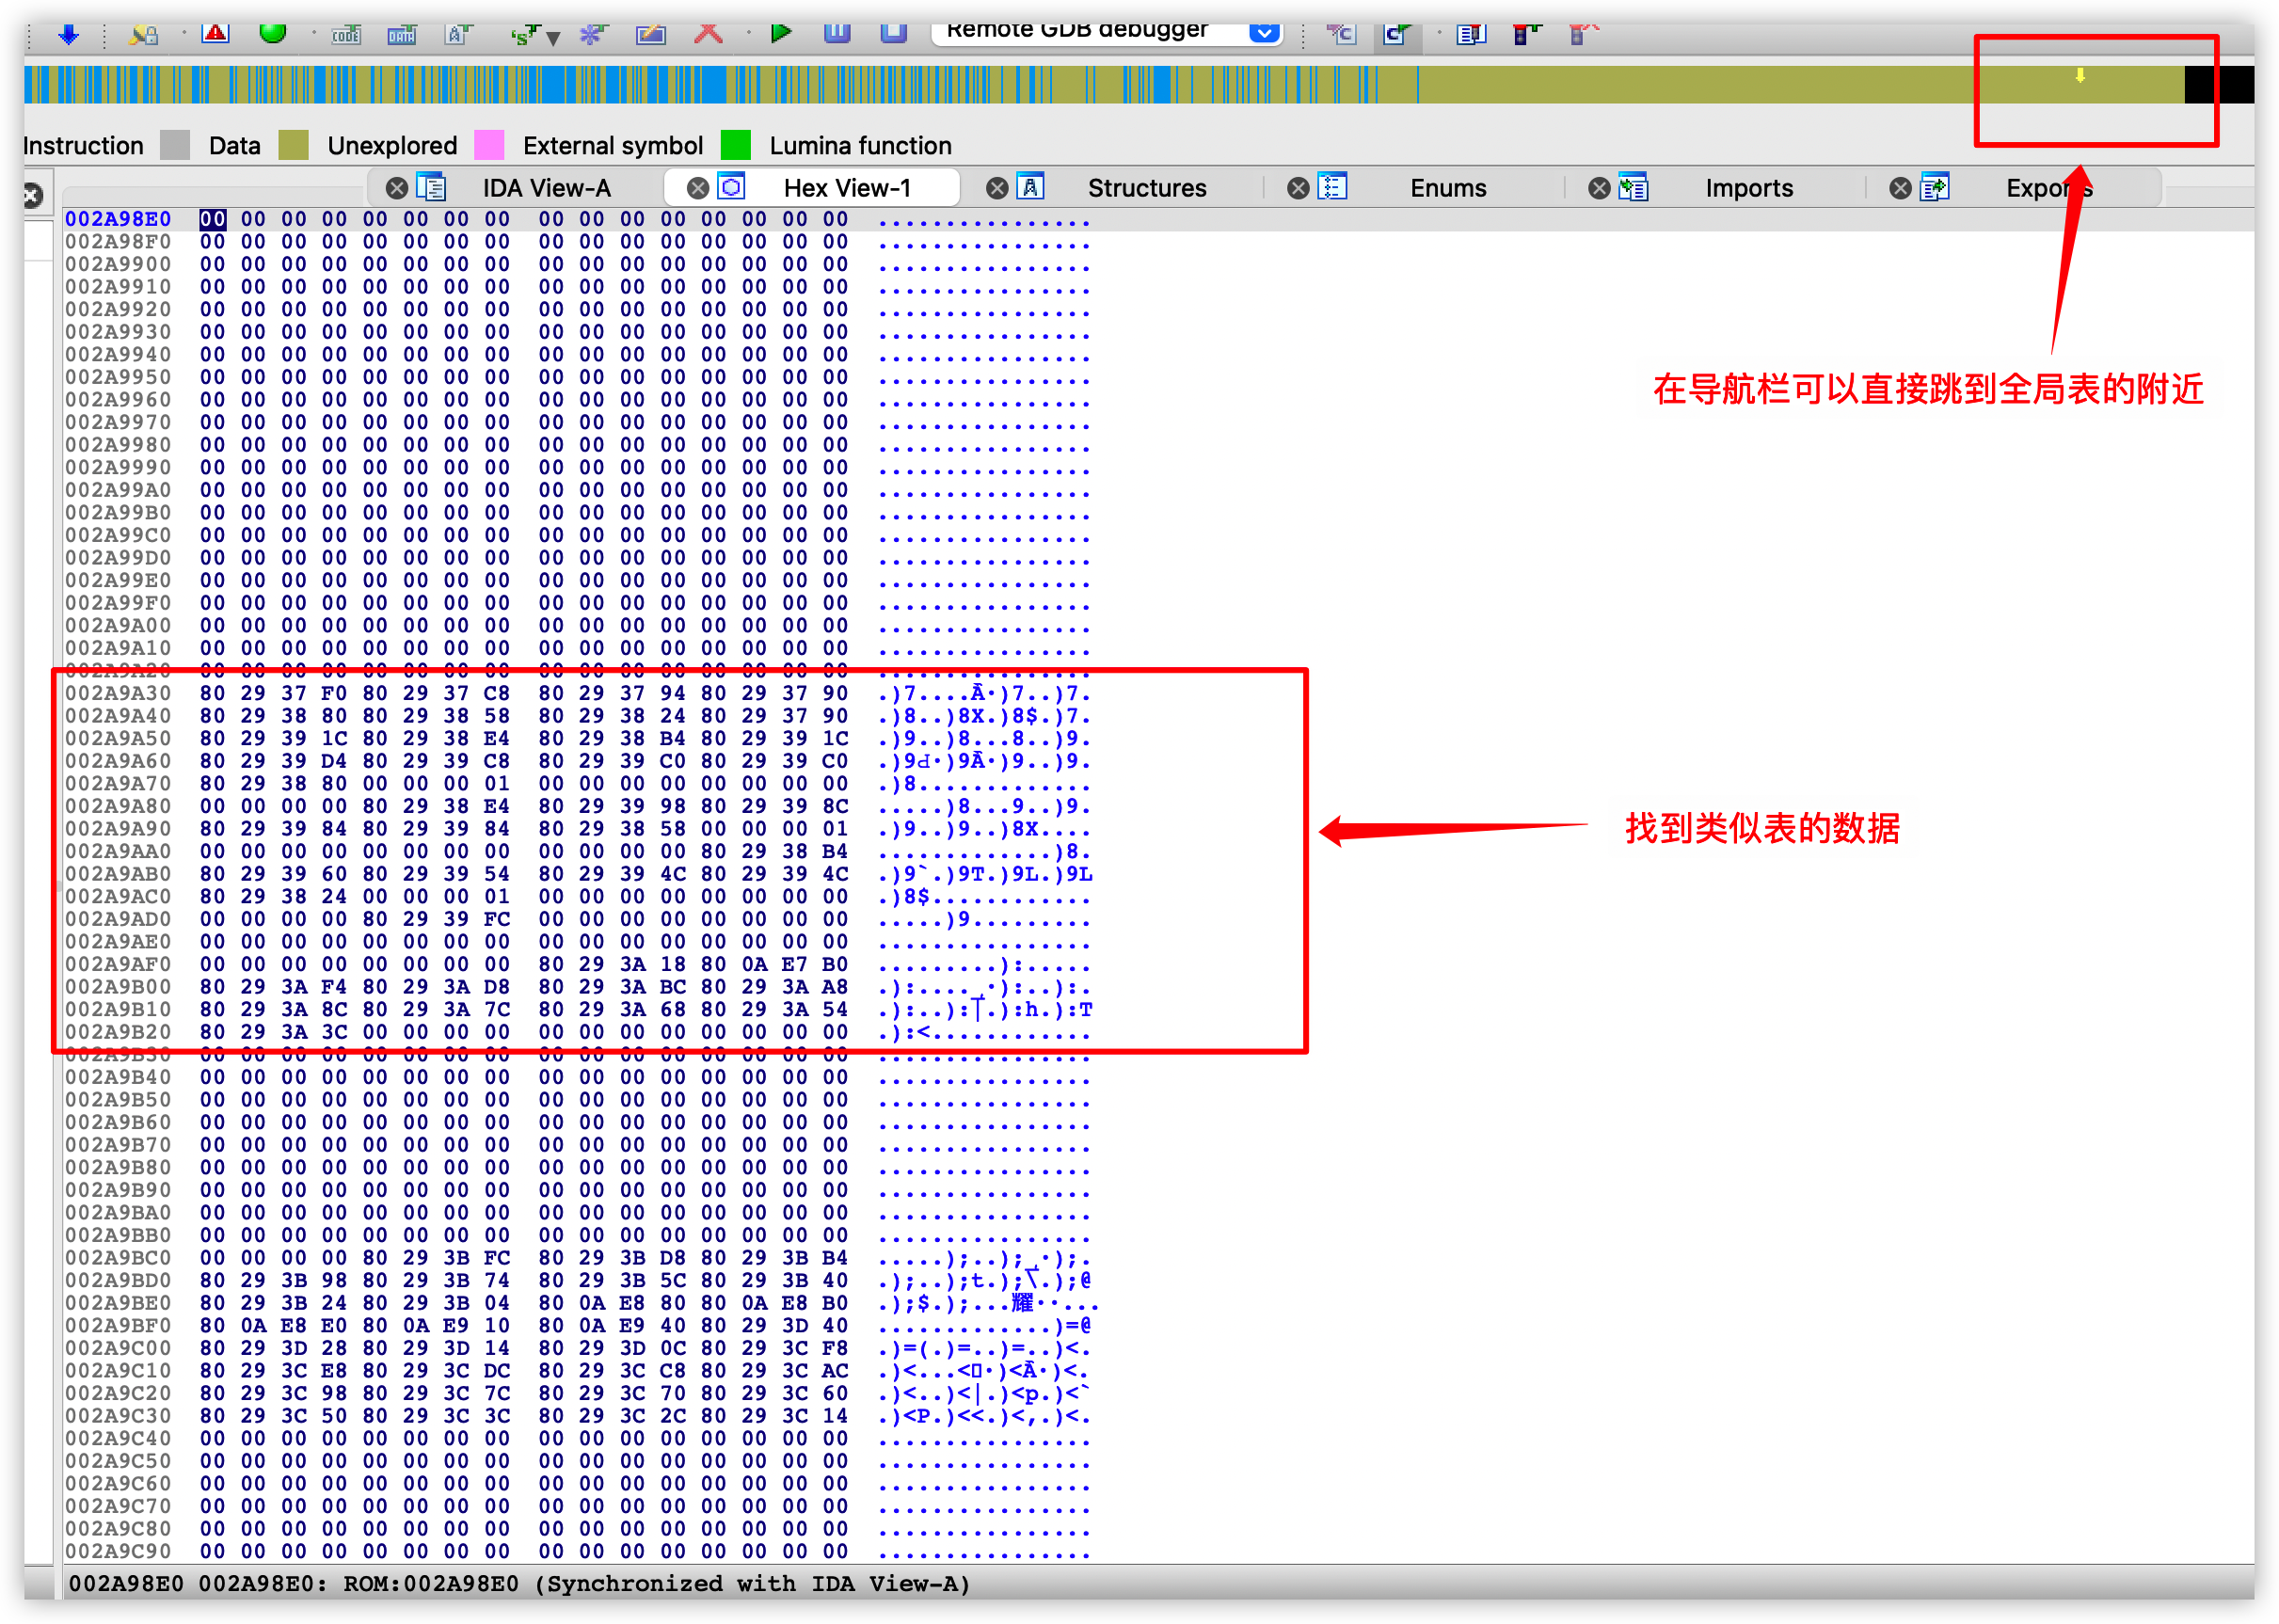 Remote GDB debugger
Instruction Data Unexplored External symbol Lumina function
IDA View-A Hex View-1 Structures Enums Imports Exports
002A98E0 00 00 00 00 00 00 00 00 00 00 00 00 00 00 00 00 ................
002A98F0 00 00 00 00 00 00 00 00 00 00 00 00 00 00 00 00 ................
002A9900 00 00 00 00 00 00 00 00 00 00 00 00 00 00 00 00 ................
002A9910 00 00 00 00 00 00 00 00 00 00 00 00 00 00 00 00 ................
002A9920 00 00 00 00 00 00 00 00 00 00 00 00 00 00 00 00 ................
002A9930 00 00 00 00 00 00 00 00 00 00 00 00 00 00 00 00 ................
002A9940 00 00 00 00 00 00 00 00 00 00 00 00 00 00 00 00 ................
002A9950 00 00 00 00 00 00 00 00 00 00 00 00 00 00 00 00 ................
在导航栏可以直接跳到全局表的附近
002A9960 00 00 00 00 00 00 00 00 00 00 00 00 00 00 00 00 ................
002A9970 00 00 00 00 00 00 00 00 00 00 00 00 00 00 00 00 ................
002A9980 00 00 00 00 00 00 00 00 00 00 00 00 00 00 00 00 ................
002A9990 00 00 00 00 00 00 00 00 00 00 00 00 00 00 00 00 ................
002A99A0 00 00 00 00 00 00 00 00 00 00 00 00 00 00 00 00 ................
002A99B0 00 00 00 00 00 00 00 00 00 00 00 00 00 00 00 00 ................
002A99C0 00 00 00 00 00 00 00 00 00 00 00 00 00 00 00 00 ................
002A99D0 00 00 00 00 00 00 00 00 00 00 00 00 00 00 00 00 ................
002A99E0 00 00 00 00 00 00 00 00 00 00 00 00 00 00 00 00 ................
002A99F0 00 00 00 00 00 00 00 00 00 00 00 00 00 00 00 00 ................
002A9A00 00 00 00 00 00 00 00 00 00 00 00 00 00 00 00 00 ................
002A9A10 00 00 00 00 00 00 00 00 00 00 00 00 00 00 00 00 ................
002A9A20 00 00 00 00 00 00 00 00 00 00 00 00 00 00 00 00
002A9A30 80 29 37 F0 80 29 37 C8 80 29 37 94 80 29 37 90 .)7....Ȁ·)7..)7.
002A9A40 80 29 38 80 80 29 38 58 80 29 38 24 80 29 37 90 .)8..)8X.)8$.)7.
002A9A50 80 29 39 1C 80 29 38 E4 80 29 38 B4 80 29 39 1C .)9..)8...8..)9.
002A9A60 80 29 39 D4 80 29 39 C8 80 29 39 C0 80 29 39 C0 .)9Ԁ·)9Ȁ·)9..)9.
002A9A70 80 29 38 80 00 00 00 01 00 00 00 00 00 00 00 00 .)8.............
002A9A80 00 00 00 00 80 29 38 E4 80 29 39 98 80 29 39 8C .....)8...9..)9.
002A9A90 80 29 39 84 80 29 39 84 80 29 38 58 00 00 00 01 .)9..)9..)8X....
找到类似表的数据
002A9AA0 00 00 00 00 00 00 00 00 00 00 00 00 80 29 38 B4 .............)8.
002A9AB0 80 29 39 60 80 29 39 54 80 29 39 4C 80 29 39 4C .)9`.)9T.)9L.)9L
002A9AC0 80 29 38 24 00 00 00 01 00 00 00 00 00 00 00 00 .)8$............
002A9AD0 00 00 00 00 80 29 39 FC 00 00 00 00 00 00 00 00 .....)9.........
002A9AE0 00 00 00 00 00 00 00 00 00 00 00 00 00 00 00 00 ................
002A9AF0 00 00 00 00 00 00 00 00 80 29 3A 18 80 0A E7 B0 .........):.....
002A9B00 80 29 3A F4 80 29 3A D8 80 29 3A BC 80 29 3A A8
002A9B10 80 29 3A 8C 80 29 3A 7C 80 29 3A 68 80 29 3A 54 .):..):|.):h.):T
002A9B20 80 29 3A 3C 00 00 00 00 00 00 00 00 00 00 00 00 .):<............
002A9B30 00 00 00 00 00 00 00 00 00 00 00 00 00 00 00 00 ................
002A9B40 00 00 00 00 00 00 00 00 00 00 00 00 00 00 00 00 ................
002A9B50 00 00 00 00 00 00 00 00 00 00 00 00 00 00 00 00 ................
002A9B60 00 00 00 00 00 00 00 00 00 00 00 00 00 00 00 00 ................
002A9B70 00 00 00 00 00 00 00 00 00 00 00 00 00 00 00 00 ................
002A9B80 00 00 00 00 00 00 00 00 00 00 00 00 00 00 00 00 ................
002A9B90 00 00 00 00 00 00 00 00 00 00 00 00 00 00 00 00 ................
002A9BA0 00 00 00 00 00 00 00 00 00 00 00 00 00 00 00 00 ................
002A9BB0 00 00 00 00 00 00 00 00 00 00 00 00 00 00 00 00 ................
002A9BC0 00 00 00 00 80 29 3B FC 80 29 3B D8 80 29 3B B4
002A9BD0 80 29 3B 98 80 29 3B 74 80 29 3B 5C 80 29 3B 40 .);..);t.);\.);@
002A9BE0 80 29 3B 24 80 29 3B 04 80 0A E8 80 80 0A E8 B0 .);$.);...耀··...
002A9BF0 80 0A E8 E0 80 0A E9 10 80 0A E9 40 80 29 3D 40 .............)=@
002A9C00 80 29 3D 28 80 29 3D 14 80 29 3D 0C 80 29 3C F8 .)=(.)=..)=..)<.
002A9C10 80 29 3C E8 80 29 3C DC 80 29 3C C8 80 29 3C AC
002A9C20 80 29 3C 98 80 29 3C 7C 80 29 3C 70 80 29 3C 60 .)<..)<|.)<p.)<`
002A9C30 80 29 3C 50 80 29 3C 3C 80 29 3C 2C 80 29 3C 14 .)<P.)<<.)<,.)<.
002A9C40 00 00 00 00 00 00 00 00 00 00 00 00 00 00 00 00 ................
002A9C50 00 00 00 00 00 00 00 00 00 00 00 00 00 00 00 00 ................
002A9C60 00 00 00 00 00 00 00 00 00 00 00 00 00 00 00 00 ................
002A9C70 00 00 00 00 00 00 00 00 00 00 00 00 00 00 00 00 ................
002A9C80 00 00 00 00 00 00 00 00 00 00 00 00 00 00 00 00 ................
002A9C90 00 00 00 00 00 00 00 00 00 00 00 00 00 00 00 00 ................
002A98E0 002A98E0: ROM:002A98E0 (Synchronized with IDA View-A)